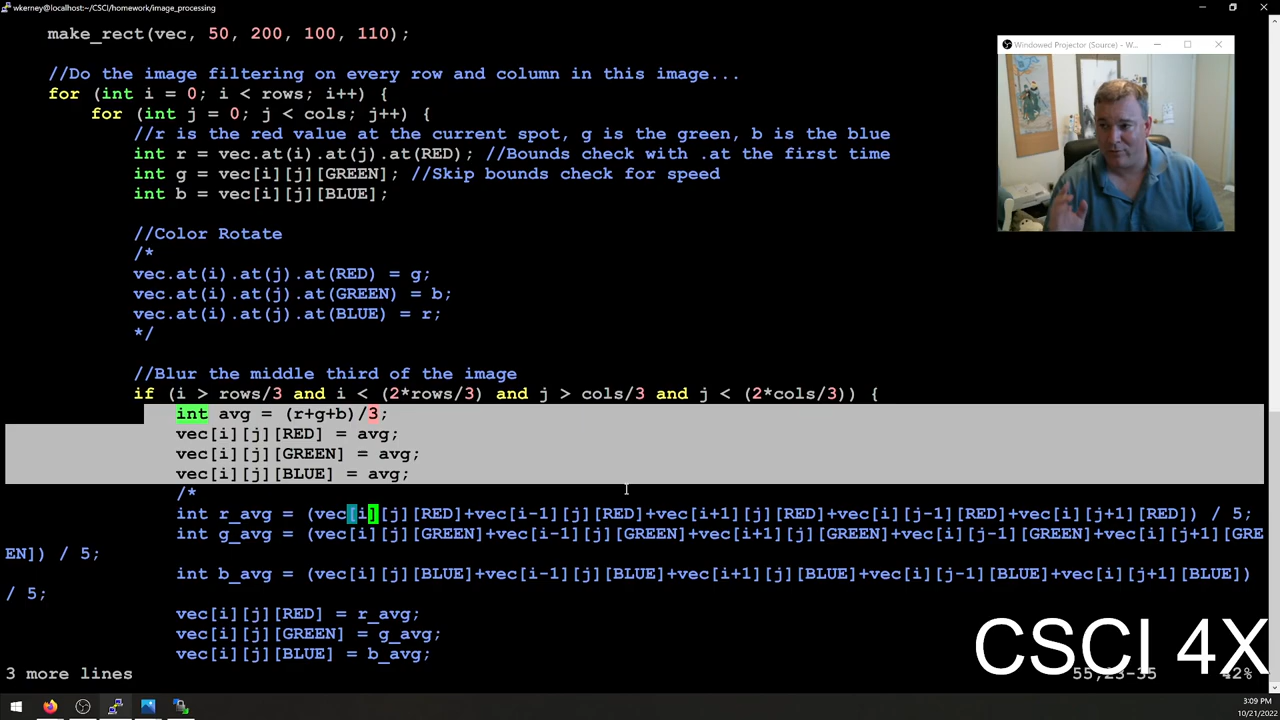 wkerney@localhost:~/CSCI/homework/image_processing
make_rect(vec, 50, 200, 100, 110);
Windowed Projector (Source) - W...
//Do the image filtering on every row and column in this image...
for (int i = 0; i < rows; i++) {
for (int j = 0; j < cols; j++) {
//r is the red value at the current spot, g is the green, b is the blue
int r = vec.at(i).at(j).at(RED); //Bounds check with .at the first time
int g = vec[i][j][GREEN]; //Skip bounds check for speed
int b = vec[i][j][BLUE];
//Color Rotate
/*
vec.at(i).at(j).at(RED) = g;
vec.at(i).at(j).at(GREEN) = b;
vec.at(i).at(j).at(BLUE) = r;
*/
//Blur the middle third of the image
if (i > rows/3 and i < (2*rows/3) and j > cols/3 and j < (2*cols/3)) {
int avg = (r+g+b)/3;
vec[i][j][RED] = avg;
vec[i][j][GREEN] = avg;
vec[i][j][BLUE] = avg;
/*
int r_avg = (vec[i][j][RED]+vec[i-1][j][RED]+vec[i+1][j][RED]+vec[i][j-1][RED]+vec[i][j+1][RED]) / 5;
int g_avg = (vec[i][j][GREEN]+vec[i-1][j][GREEN]+vec[i+1][j][GREEN]+vec[i][j-1][GREEN]+vec[i][j+1][GRE
EN]) / 5;
int b_avg = (vec[i][j][BLUE]+vec[i-1][j][BLUE]+vec[i+1][j][BLUE]+vec[i][j-1][BLUE]+vec[i][j+1][BLUE])
/ 5;
vec[i][j][RED] = r_avg;
vec[i][j][GREEN] = g_avg;
vec[i][j][BLUE] = b_avg;
CSCI 4X
3 more lines
55,23-35
42%
3:09 PM
10/21/2022